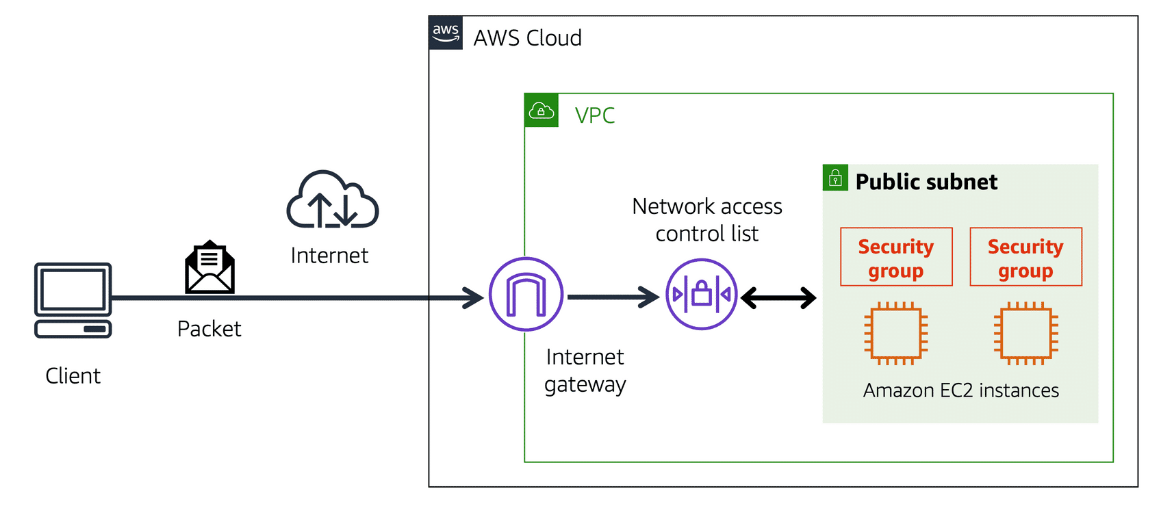 aws
AWS Cloud
VPC
Public subnet
Network access
control list
Security
group
Security
group
Internet
Packet
Client
Internet
gateway
Amazon EC2 instances